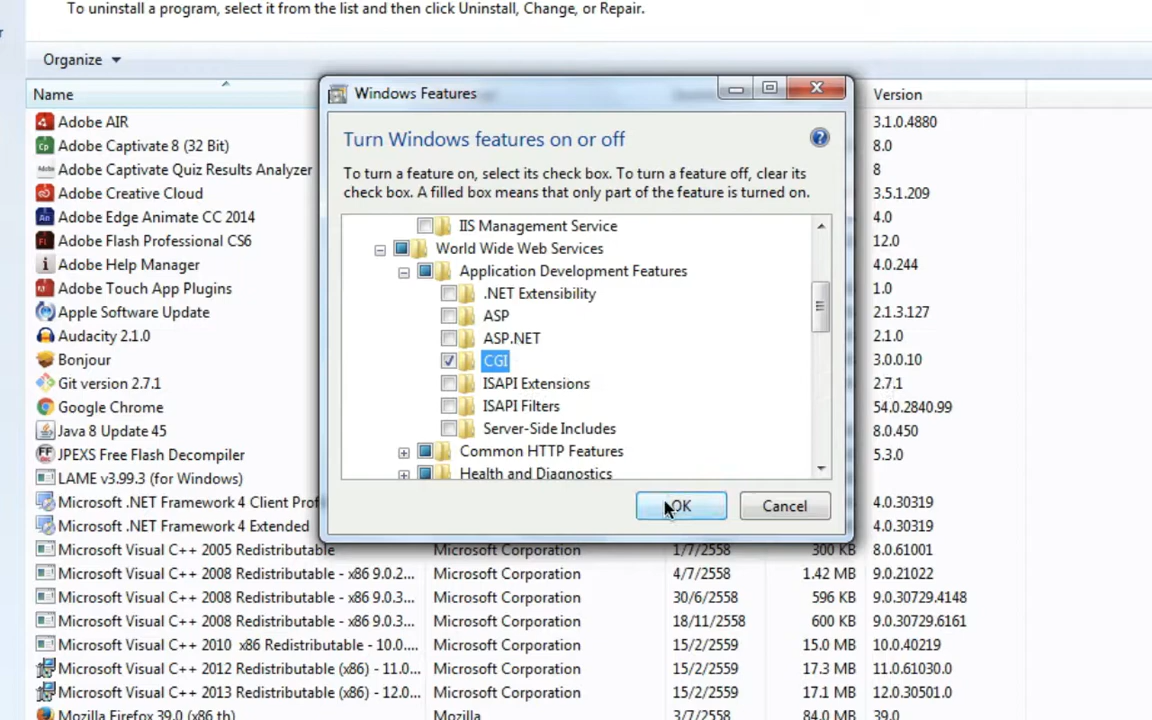 To uninstall a program, select it from the list and then click Uninstall, Change, or Repair.
Organize
Name
Version
Windows Features
Turn Windows features on or off
To turn a feature on, select its check box. To turn a feature off, clear its
check box. A filled box means that only part of the feature is turned on.
IIS Management Service
World Wide Web Services
Application Development Features
.NET Extensibility
ASP
ASP.NET
CGI
ISAPI Extensions
ISAPI Filters
Server-Side Includes
Common HTTP Features
Health and Diagnostics
OK
Cancel
Adobe AIR 3.1.0.4880
Adobe Captivate 8 (32 Bit) 8.0
Adobe Captivate Quiz Results Analyzer 8
Adobe Creative Cloud 3.5.1.209
Adobe Edge Animate CC 2014 4.0
Adobe Flash Professional CS6 12.0
Adobe Help Manager 4.0.244
Adobe Touch App Plugins 1.0
Apple Software Update 2.1.3.127
Audacity 2.1.0 2.1.0
Bonjour 3.0.0.10
Git version 2.7.1 2.7.1
Google Chrome 54.0.2840.99
Java 8 Update 45 8.0.450
JPEXS Free Flash Decompiler 5.3.0
LAME v3.99.3 (for Windows)
Microsoft .NET Framework 4 Client Prof 4.0.30319
Microsoft .NET Framework 4 Extended 4.0.30319
Microsoft Visual C++ 2005 Redistributable Microsoft Corporation 1/7/2558 300 KB 8.0.61001
Microsoft Visual C++ 2008 Redistributable - x86 9.0.2... Microsoft Corporation 4/7/2558 1.42 MB 9.0.21022
Microsoft Visual C++ 2008 Redistributable - x86 9.0.3... Microsoft Corporation 30/6/2558 596 KB 9.0.30729.4148
Microsoft Visual C++ 2008 Redistributable - x86 9.0.3... Microsoft Corporation 18/11/2558 600 KB 9.0.30729.6161
Microsoft Visual C++ 2010 x86 Redistributable - 10.0.... Microsoft Corporation 15/2/2559 15.0 MB 10.0.40219
Microsoft Visual C++ 2012 Redistributable (x86) - 11.0... Microsoft Corporation 15/2/2559 17.3 MB 11.0.61030.0
Microsoft Visual C++ 2013 Redistributable (x86) - 12.0... Microsoft Corporation 15/2/2559 17.1 MB 12.0.30501.0
Mozilla Firefox 39.0 (x86 th) Mozilla 3/7/2558 84.0 MB 39.0